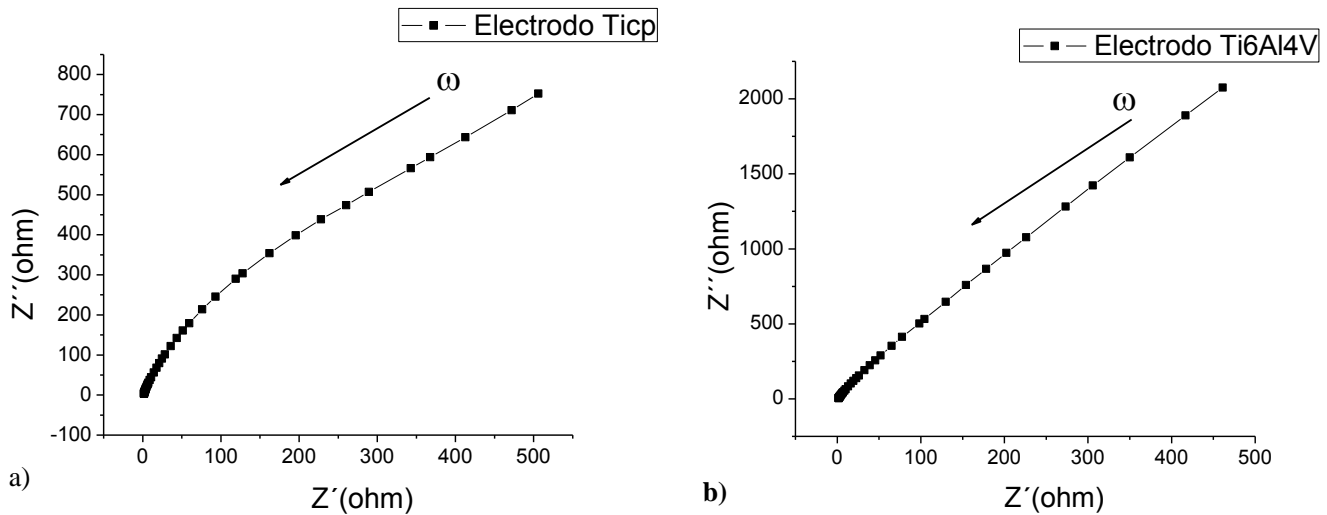 Electrodo Ticp
800
700
600
500
400
300
200
100
0
-100
Z´´(ohm)
ω
0 100 200 300 400 500
Z´(ohm)
a)
Electrodo Ti6Al4V
2000
1500
1000
500
0
Z´´(ohm)
ω
0 100 200 300 400 500
Z´(ohm)
b)